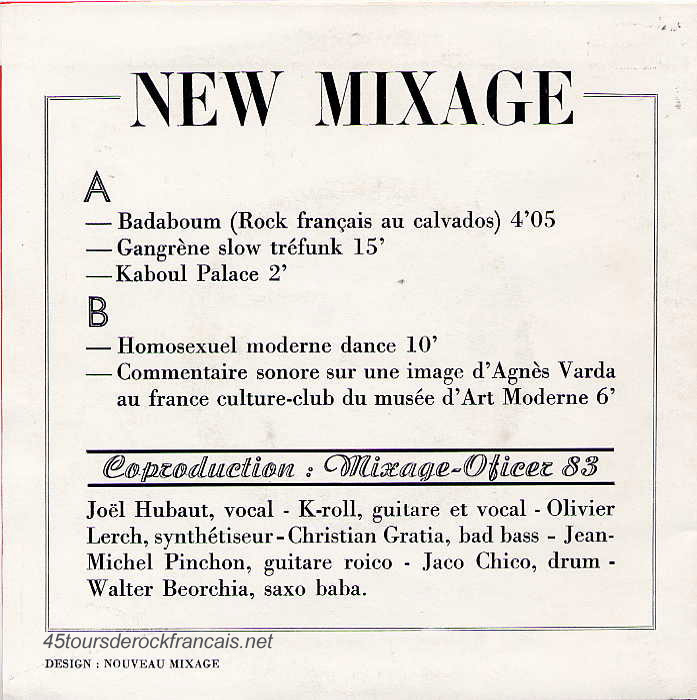 NEW MIXAGE
A
— Badaboum (Rock français au calvados) 4’05
— Gangrène slow tréfunk 15’
— Kaboul Palace 2’
B
— Homosexuel moderne dance 10’
— Commentaire sonore sur une image d’Agnès Varda
au france culture-club du musée d’Art Moderne 6’
Coproduction : Mixage-Oficer 83
Joël Hubaut, vocal - K-roll, guitare et vocal - Olivier
Lerch, synthétiseur - Christian Gratia, bad bass - Jean-
Michel Pinchon, guitare roico - Jaco Chico, drum -
Walter Beorchia, saxo baba.
45toursderockfrancais.net
DESIGN : NOUVEAU MIXAGE